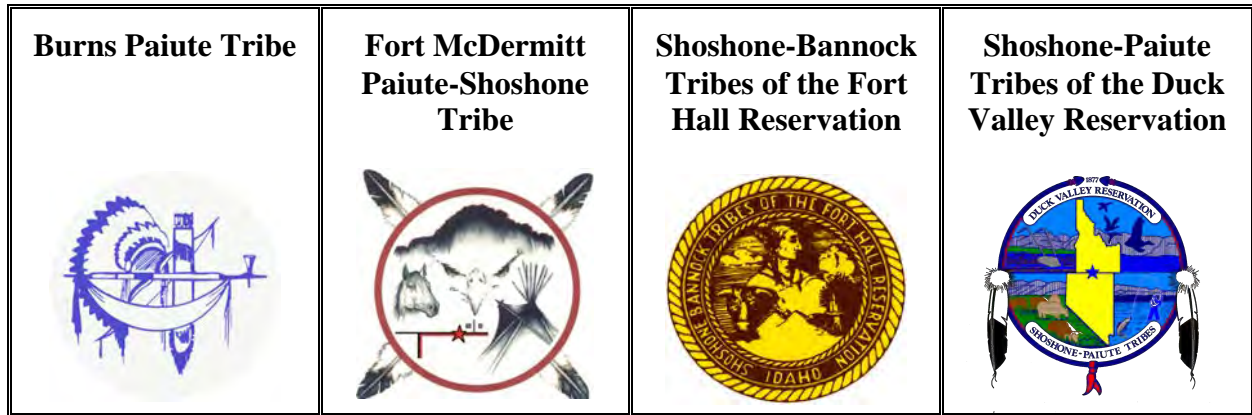 Burns Paiute Tribe
Fort McDermitt
Paiute-Shoshone
Tribe
Shoshone-Bannock
Tribes of the Fort
Hall Reservation
Shoshone-Paiute
Tribes of the Duck
Valley Reservation
SHOSHONE BANNOCK TRIBES OF THE FORT HALL RESERVATION
IDAHO
1877
DUCK VALLEY RESERVATION
SHOSHONE-PAIUTE TRIBES